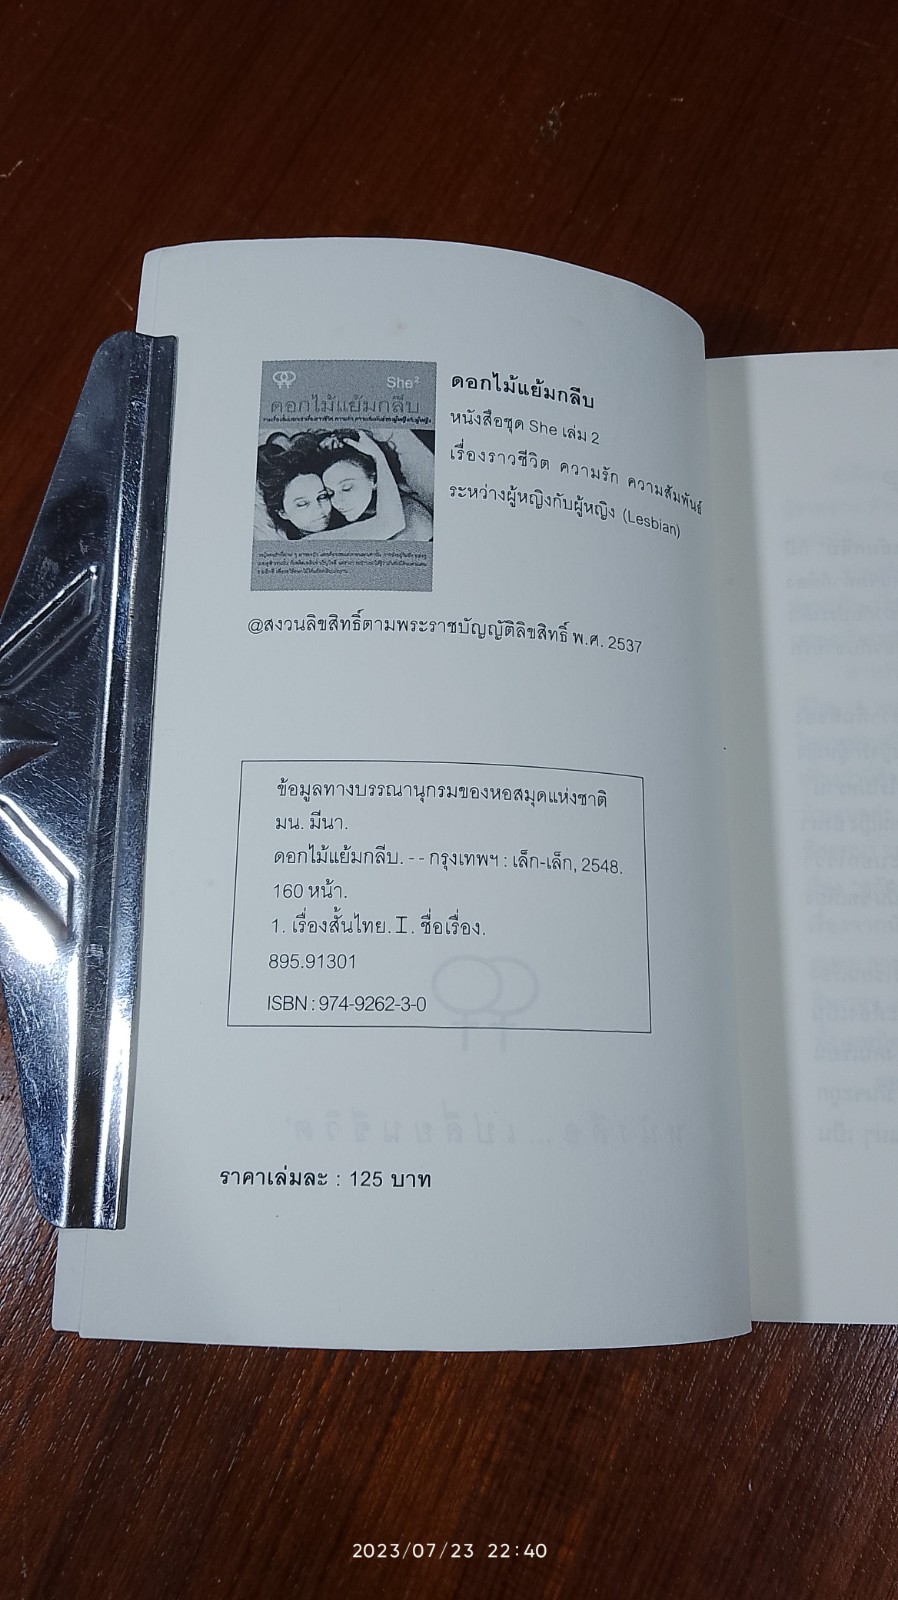 She²
ดอกไม้แย้มกลีบ
ดอกไม้แย้มกลีบ
หนังสือชุด She เล่ม 2
เรื่องราวชีวิต ความรัก ความสัมพันธ์
ระหว่างผู้หญิงกับผู้หญิง (Lesbian)
@สงวนลิขสิทธิ์ตามพระราชบัญญัติลิขสิทธิ์ พ.ศ. 2537
ข้อมูลทางบรรณานุกรมของหอสมุดแห่งชาติ
มน. มีนา.
ดอกไม้แย้มกลีบ. -- กรุงเทพฯ : เล็ก-เล็ก, 2548.
160 หน้า.
1. เรื่องสั้นไทย. I. ชื่อเรื่อง.
895.91301
ISBN : 974-9262-3-0
ราคาเล่มละ : 125 บาท
2023/07/23 22:40